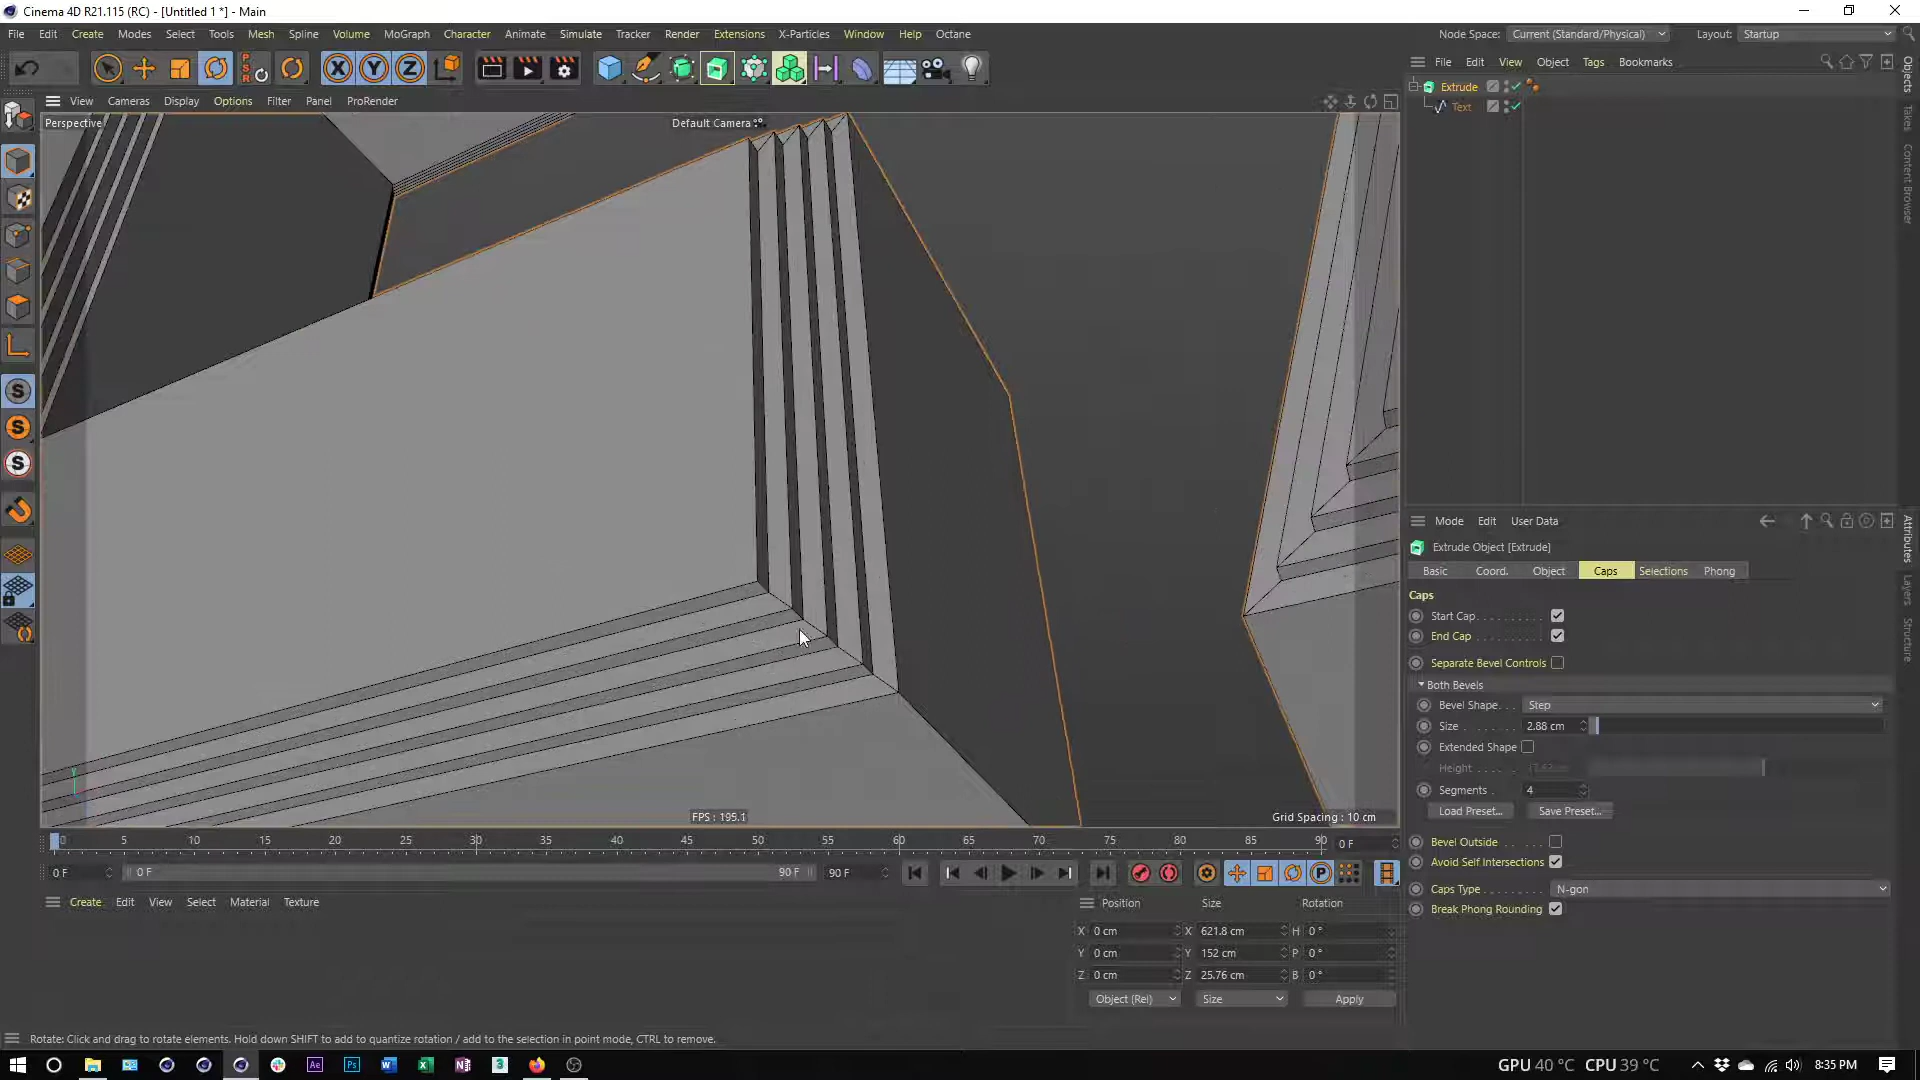 Cinema 4D R21.115 (RC) - [Untitled 1 *] - Main
File Edit Create Modes Select Tools Mesh Spline Volume MoGraph Character Animate Simulate Tracker Render Extensions X-Particles Window Help Octane
Node Space: Current (Standard/Physical) Layout: Startup
File Edit View Object Tags Bookmarks
View Cameras Display Options Filter Panel ProRender
Extrude
Text
Perspective
Default Camera
Objects
Takes
Content Browser
Mode Edit User Data
Extrude Object [Extrude]
Basic Coord. Object Caps Selections Phong
Caps
Start Cap
End Cap
Separate Bevel Controls
Both Bevels
Bevel Shape Step
Size 2.88 cm
Extended Shape
Height
Segments 4
Load Preset... Save Preset...
Bevel Outside
Avoid Self Intersections
Caps Type N-gon
Break Phong Rounding
Attributes
Layers
Structure
Y
FPS : 195.1
Grid Spacing : 10 cm
0 5 10 15 20 25 30 35 40 45 50 55 60 65 70 75 80 85 90 0 F
0 F 0 F 90 F 90 F
Create Edit View Select Material Texture
Position Size Rotation
X 0 cm X 621.8 cm H 0 °
Y 0 cm Y 152 cm P 0 °
Z 0 cm Z 25.76 cm B 0 °
Object (Rel) Size Apply
Rotate: Click and drag to rotate elements. Hold down SHIFT to add to quantize rotation / add to the selection in point mode, CTRL to remove.
GPU 40 °C CPU 39 °C 8:35 PM